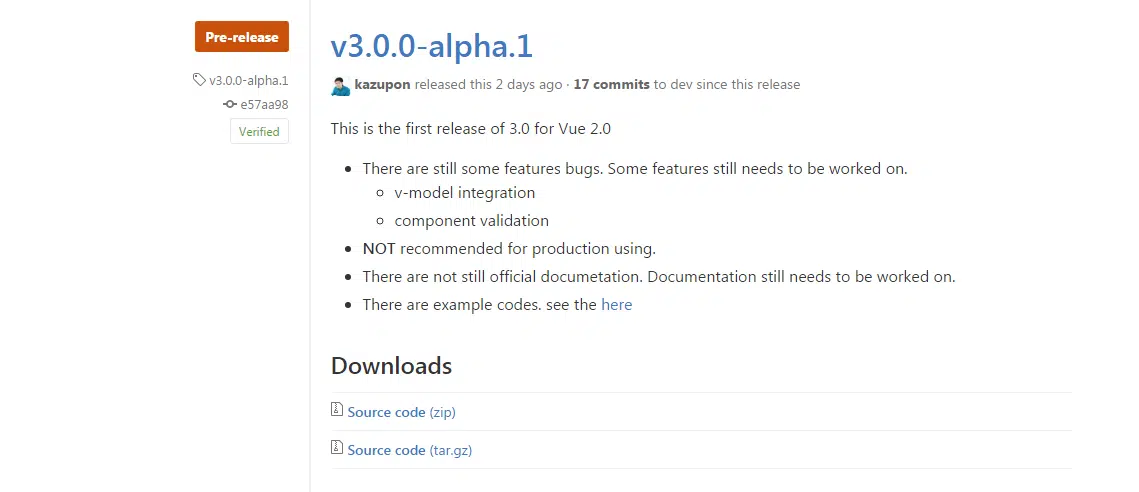 Pre-release
v3.0.0-alpha.1
e57aa98
Verified
v3.0.0-alpha.1
kazupon released this 2 days ago · 17 commits to dev since this release
This is the first release of 3.0 for Vue 2.0
There are still some features bugs. Some features still needs to be worked on.
v-model integration
component validation
NOT recommended for production using.
There are not still official documetation. Documentation still needs to be worked on.
There are example codes. see the here
Downloads
Source code (zip)
Source code (tar.gz)